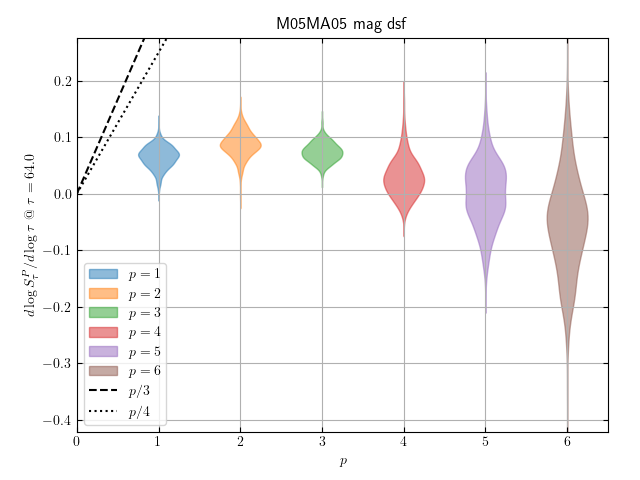 M05MA05 mag dsf
d log S_τ^P / d log τ @ τ = 64.0
0.2
0.1
0.0
−0.1
−0.2
−0.3
−0.4
p = 1
p = 2
p = 3
p = 4
p = 5
p = 6
p/3
p/4
0 1 2 3 4 5 6
p